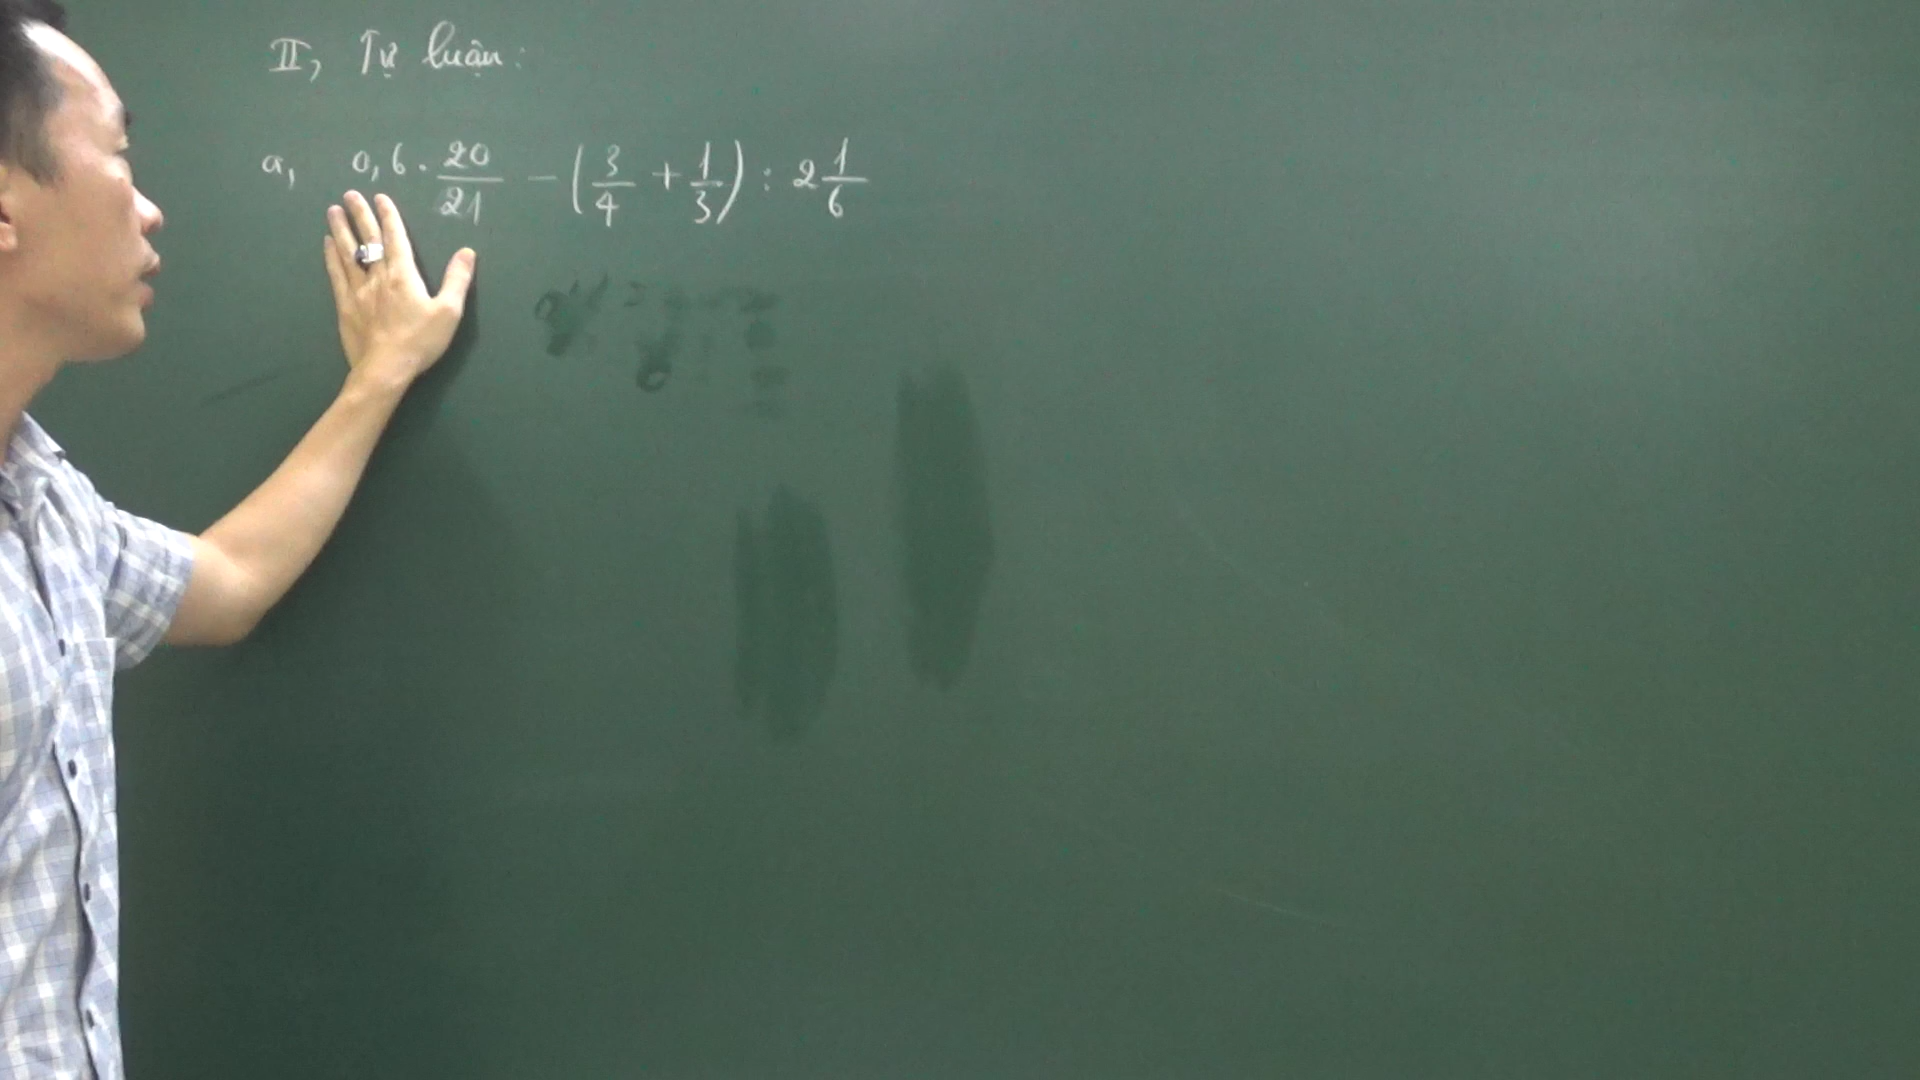 II, Tự luận:
a, 0,6 . 20/21 - (3/4 + 1/3) : 2 1/6